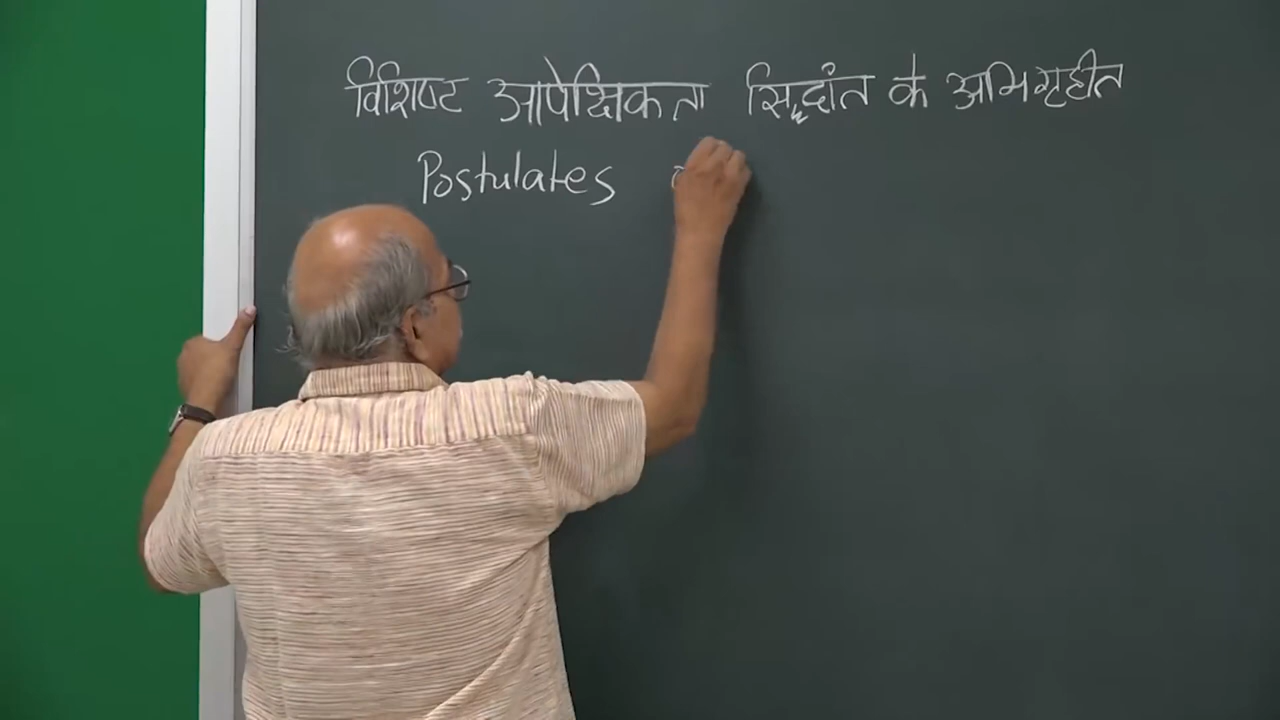 विशिष्ट आपेक्षिकता सिद्धांत के अभिगृहीत
Postulates